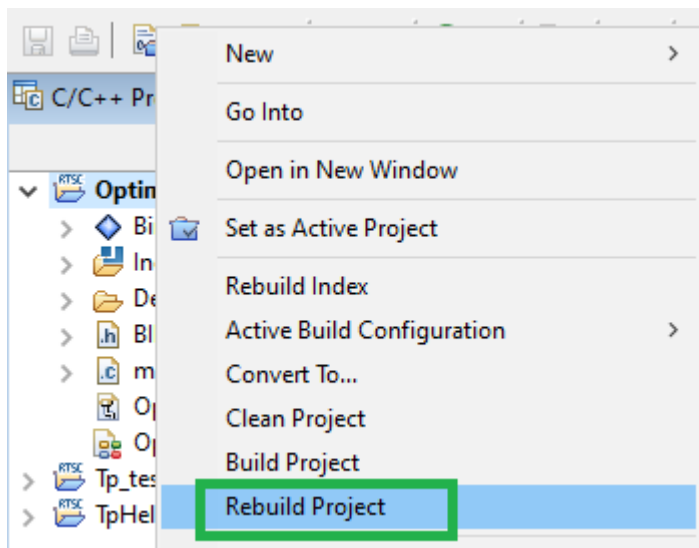 New
C/C++ Pr
Go Into
Open in New Window
RTSC Optin
Bi
Set as Active Project
In
Rebuild Index
De
.h Bl
Active Build Configuration
.c m
Convert To...
Op
Clean Project
Op
Build Project
RTSC Tp_tes
Rebuild Project
RTSC TpHel